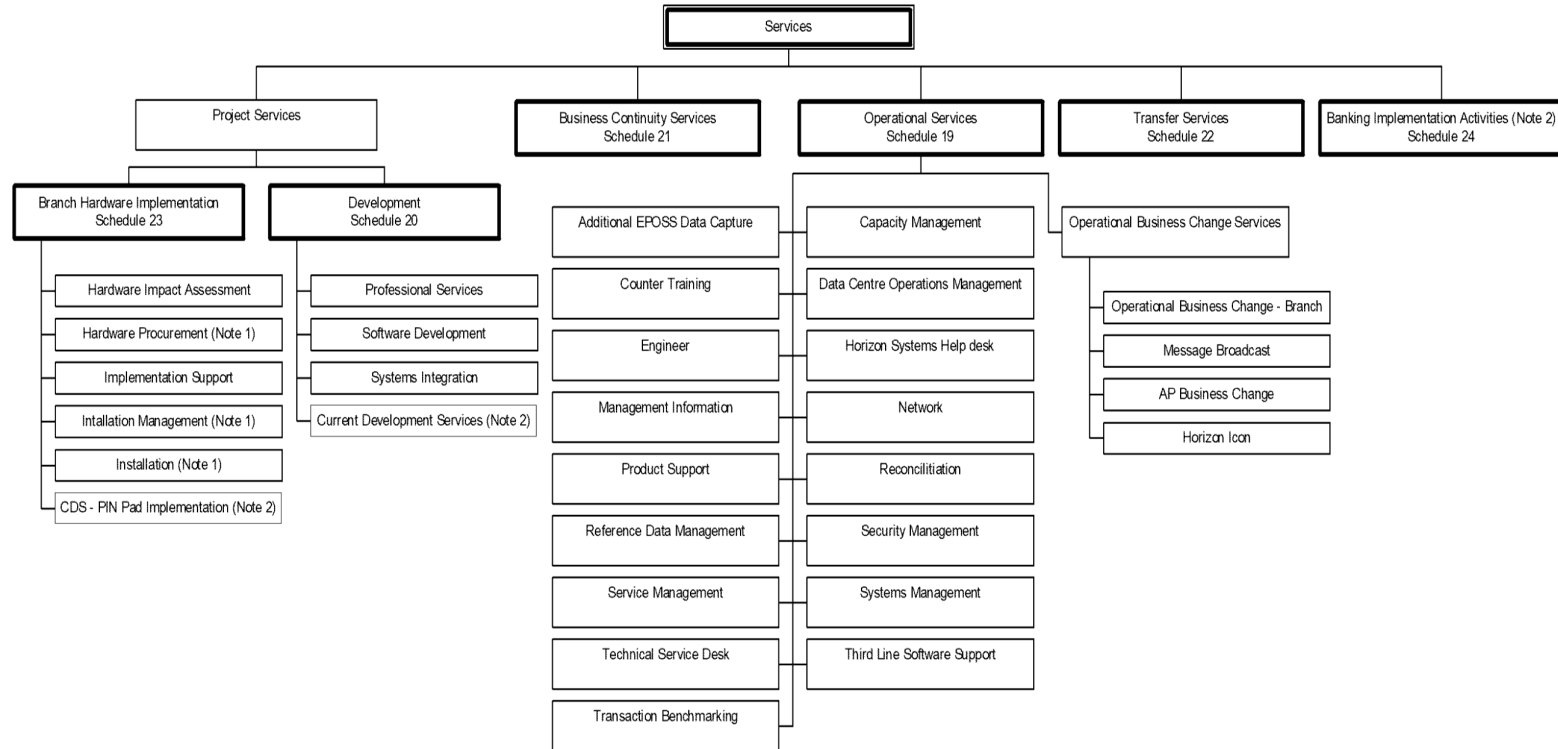 Services
Project Services
Business Continuity Services
Schedule 21
Operational Services
Schedule 19
Transfer Services
Schedule 22
Banking Implementation Activities (Note 2)
Schedule 24
Branch Hardware Implementation
Schedule 23
Development
Schedule 20
Hardware Impact Assessment
Hardware Procurement (Note 1)
Implementation Support
Intallation Management (Note 1)
Installation (Note 1)
CDS - PIN Pad Implementation (Note 2)
Professional Services
Software Development
Systems Integration
Current Development Services (Note 2)
Additional EPOSS Data Capture
Counter Training
Engineer
Management Information
Product Support
Reference Data Management
Service Management
Technical Service Desk
Transaction Benchmarking
Capacity Management
Data Centre Operations Management
Horizon Systems Help desk
Network
Reconcilitiation
Security Management
Systems Management
Third Line Software Support
Operational Business Change Services
Operational Business Change - Branch
Message Broadcast
AP Business Change
Horizon Icon